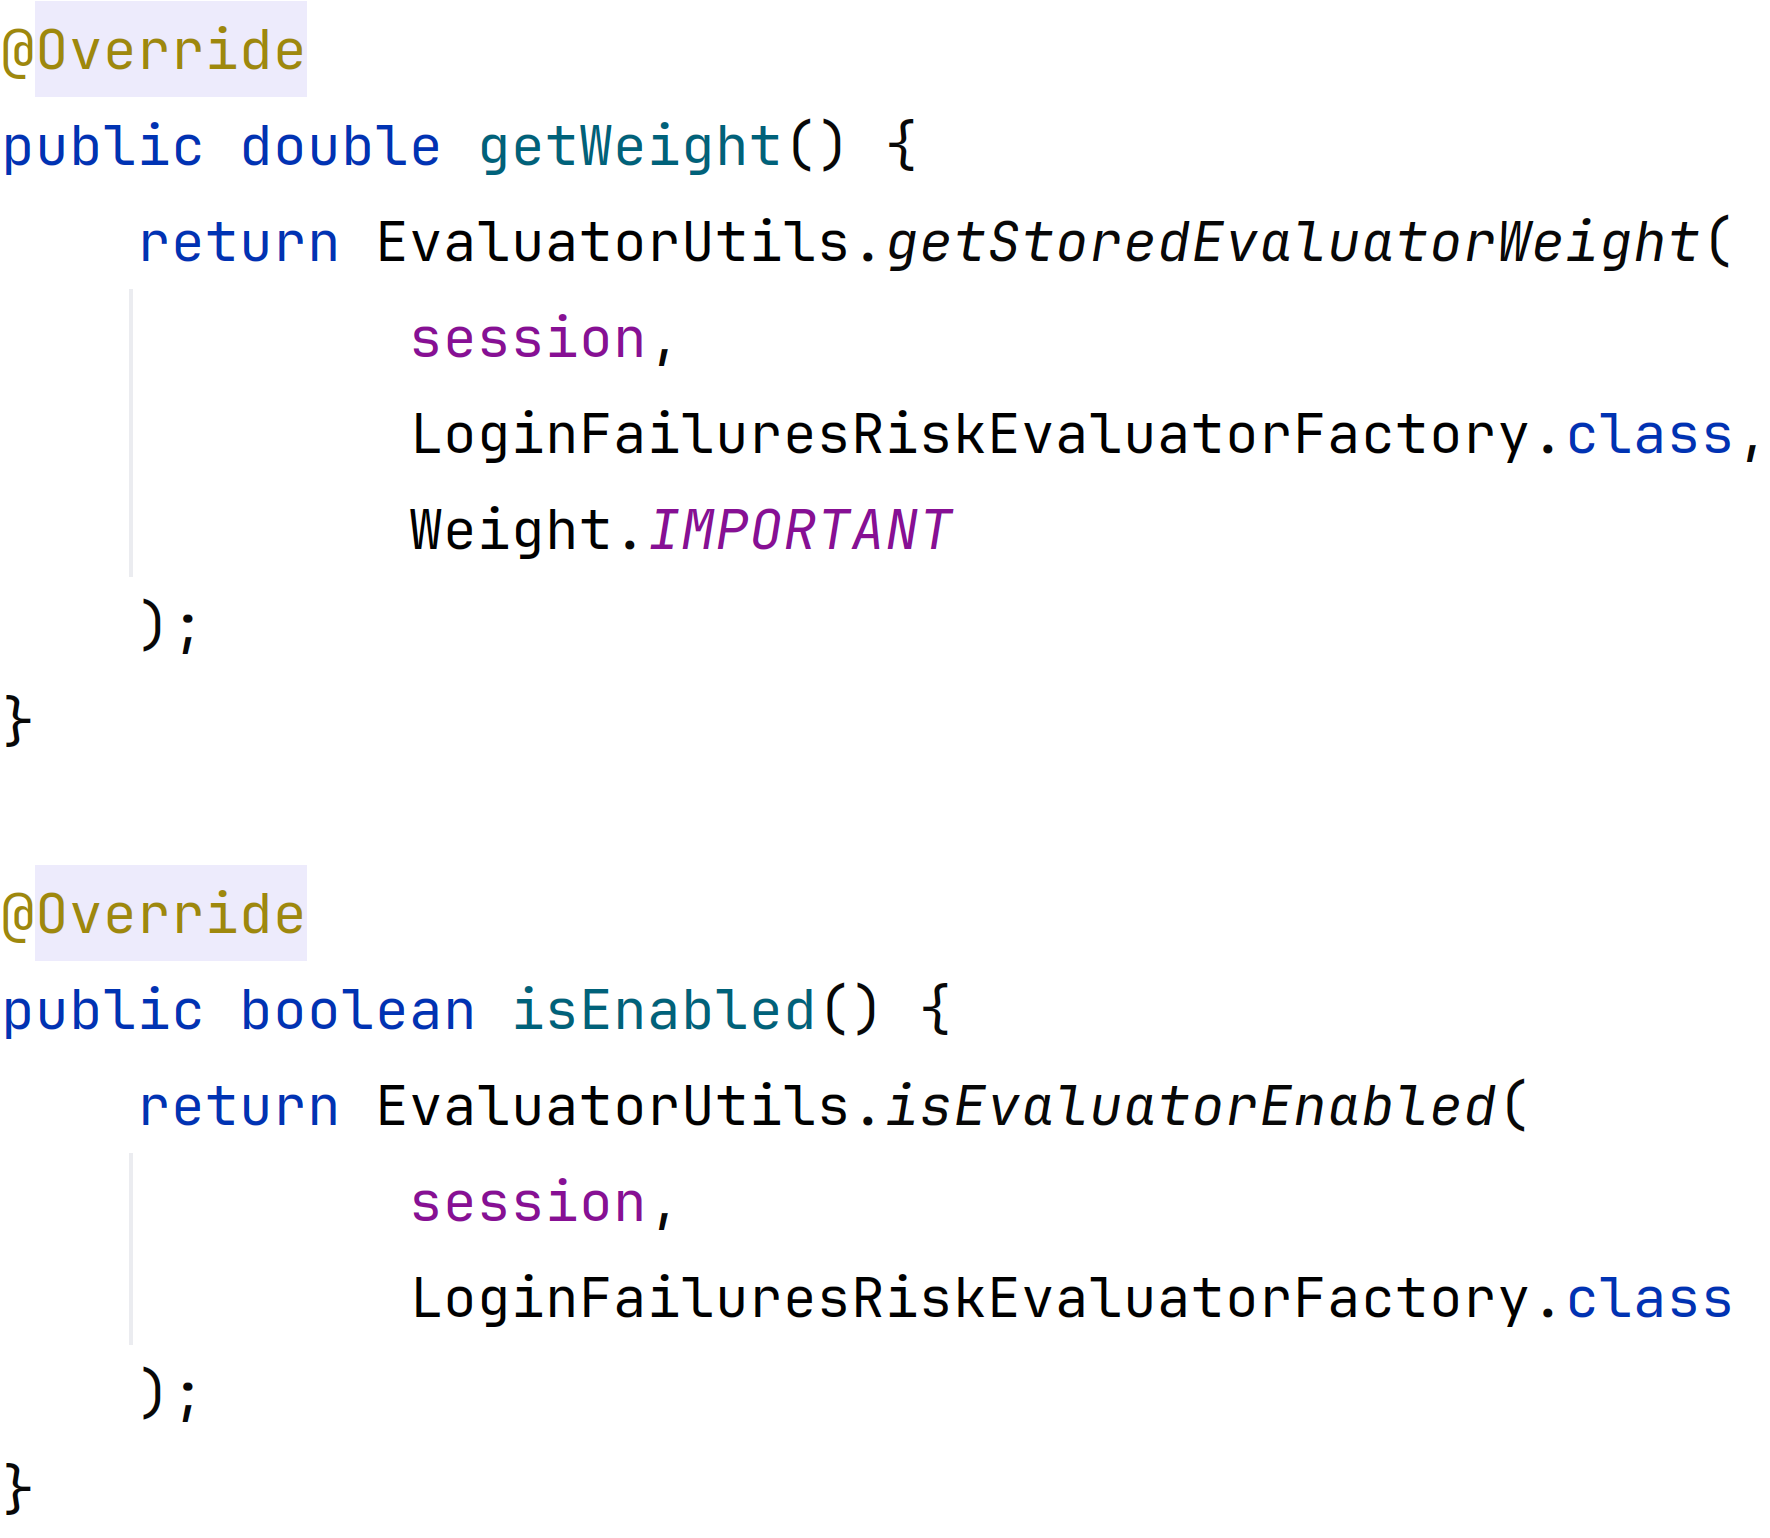 @Override
public double getWeight() {
    return EvaluatorUtils.getStoredEvaluatorWeight(
            session,
            LoginFailuresRiskEvaluatorFactory.class,
            Weight.IMPORTANT
    );
}

@Override
public boolean isEnabled() {
    return EvaluatorUtils.isEvaluatorEnabled(
            session,
            LoginFailuresRiskEvaluatorFactory.class
    );
}